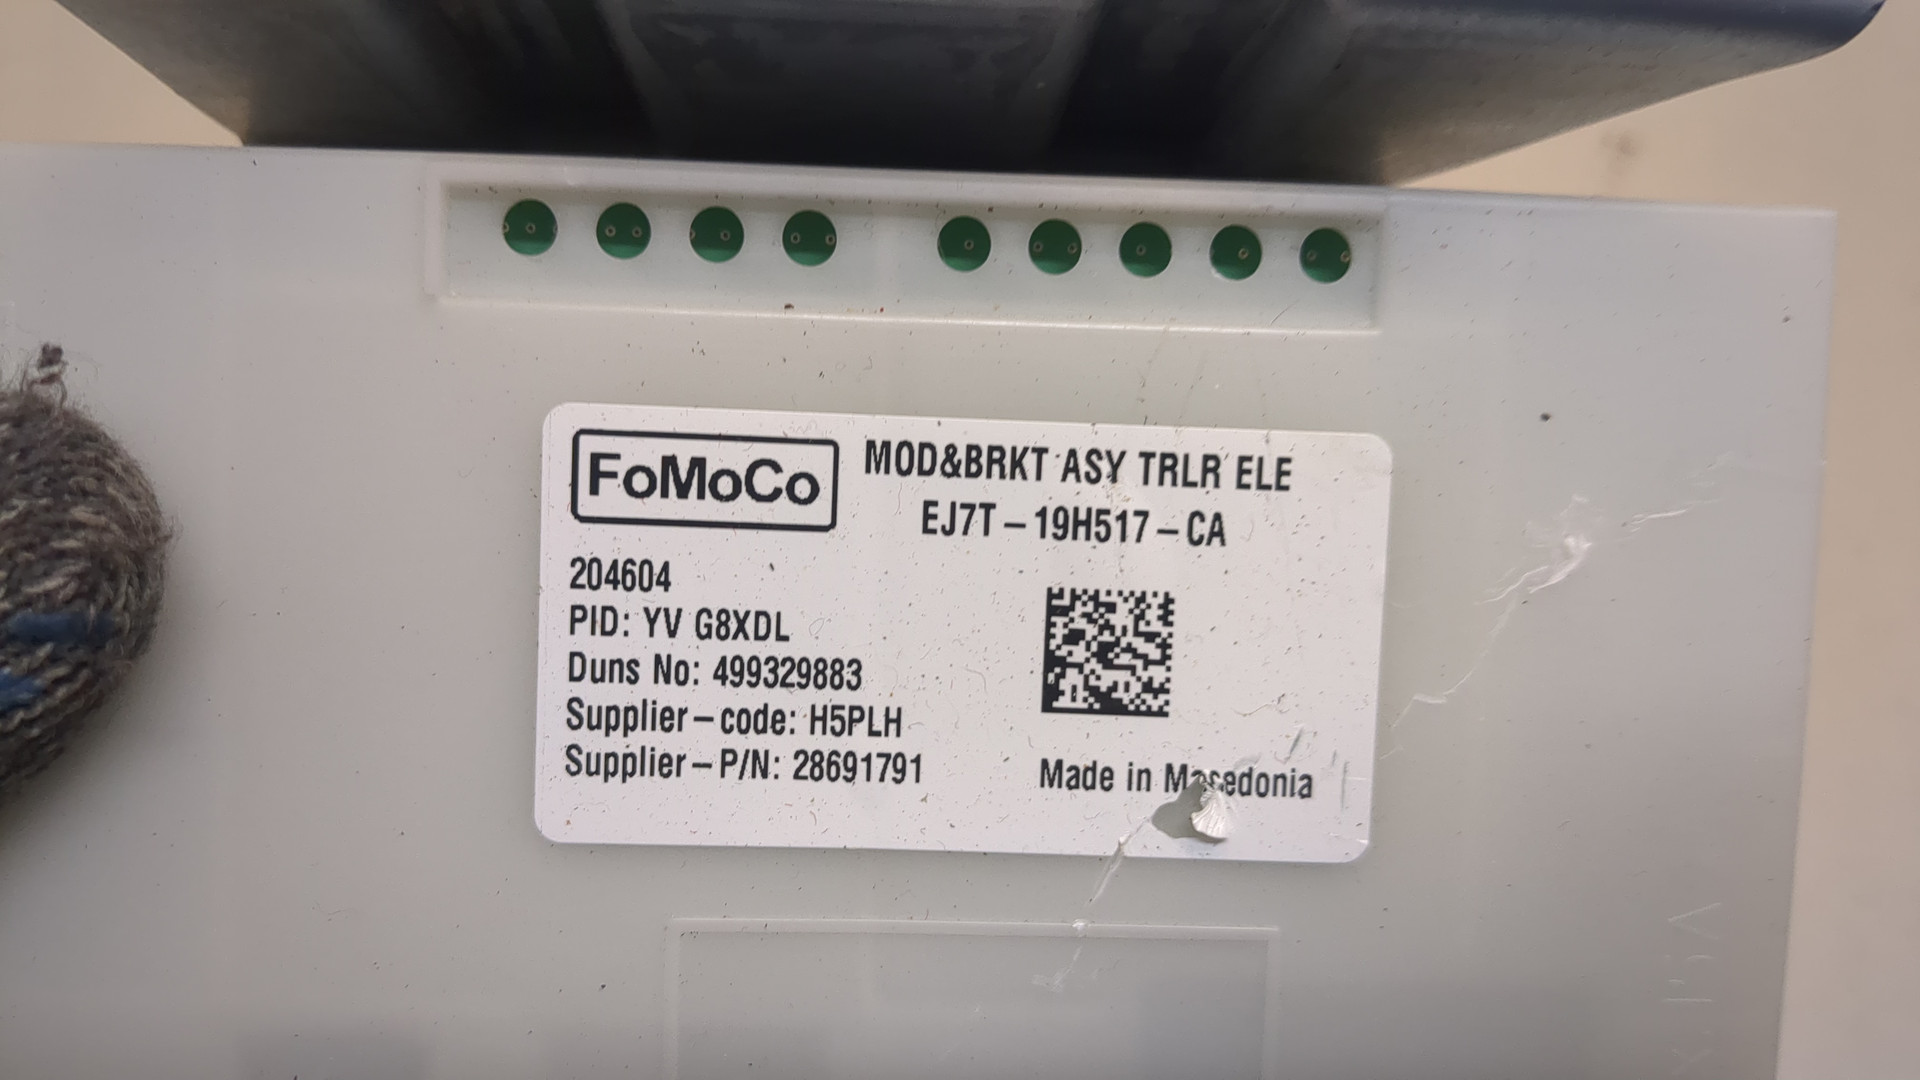 FoMoCo
MOD&BRKT ASY TRLR ELE
EJ7T-19H517-CA
204604
PID: YV G8XDL
Duns No: 499329883
Supplier-code: H5PLH
Supplier-P/N: 28691791
Made in Macedonia